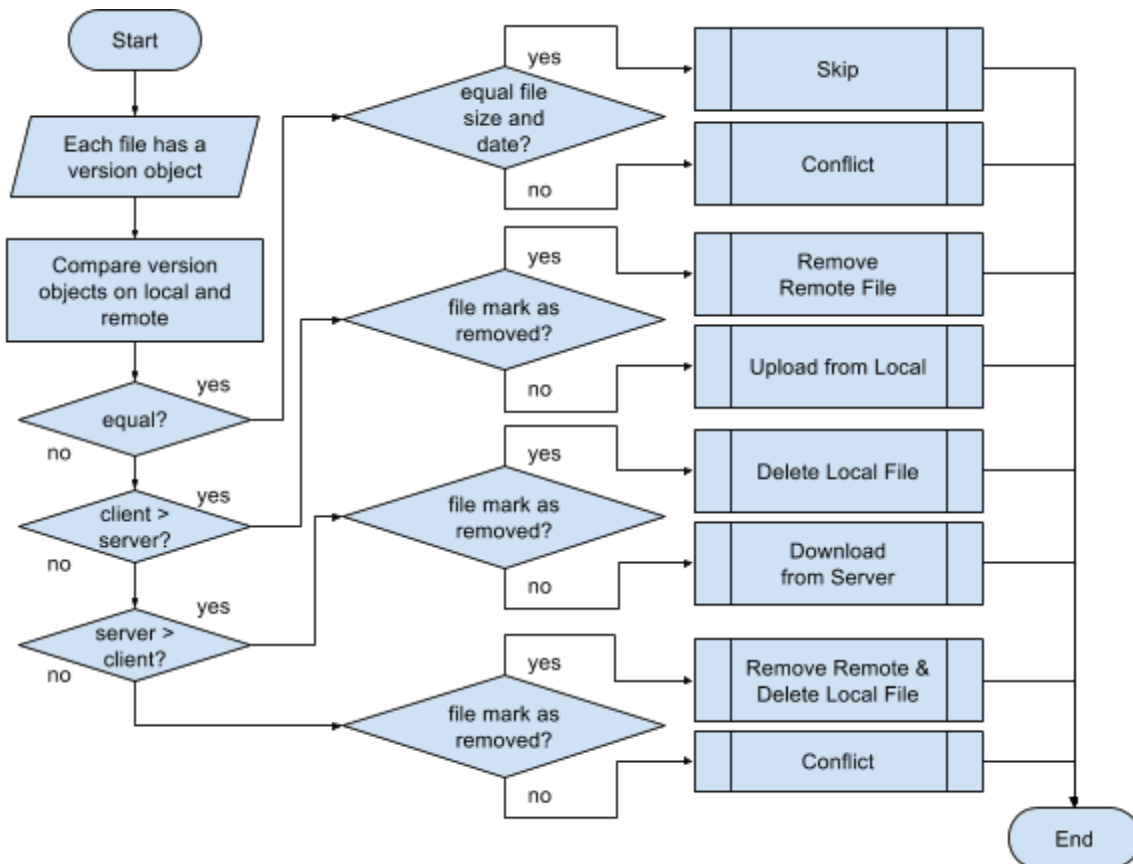 Start
Each file has a
version object
Compare version
objects on local and
remote
equal?
yes
no
client >
server?
yes
no
server >
client?
yes
no
equal file
size and
date?
yes
no
Skip
Conflict
file mark as
removed?
yes
no
Remove
Remote File
Upload from Local
file mark as
removed?
yes
no
Delete Local File
Download
from Server
file mark as
removed?
yes
no
Remove Remote &
Delete Local File
Conflict
End